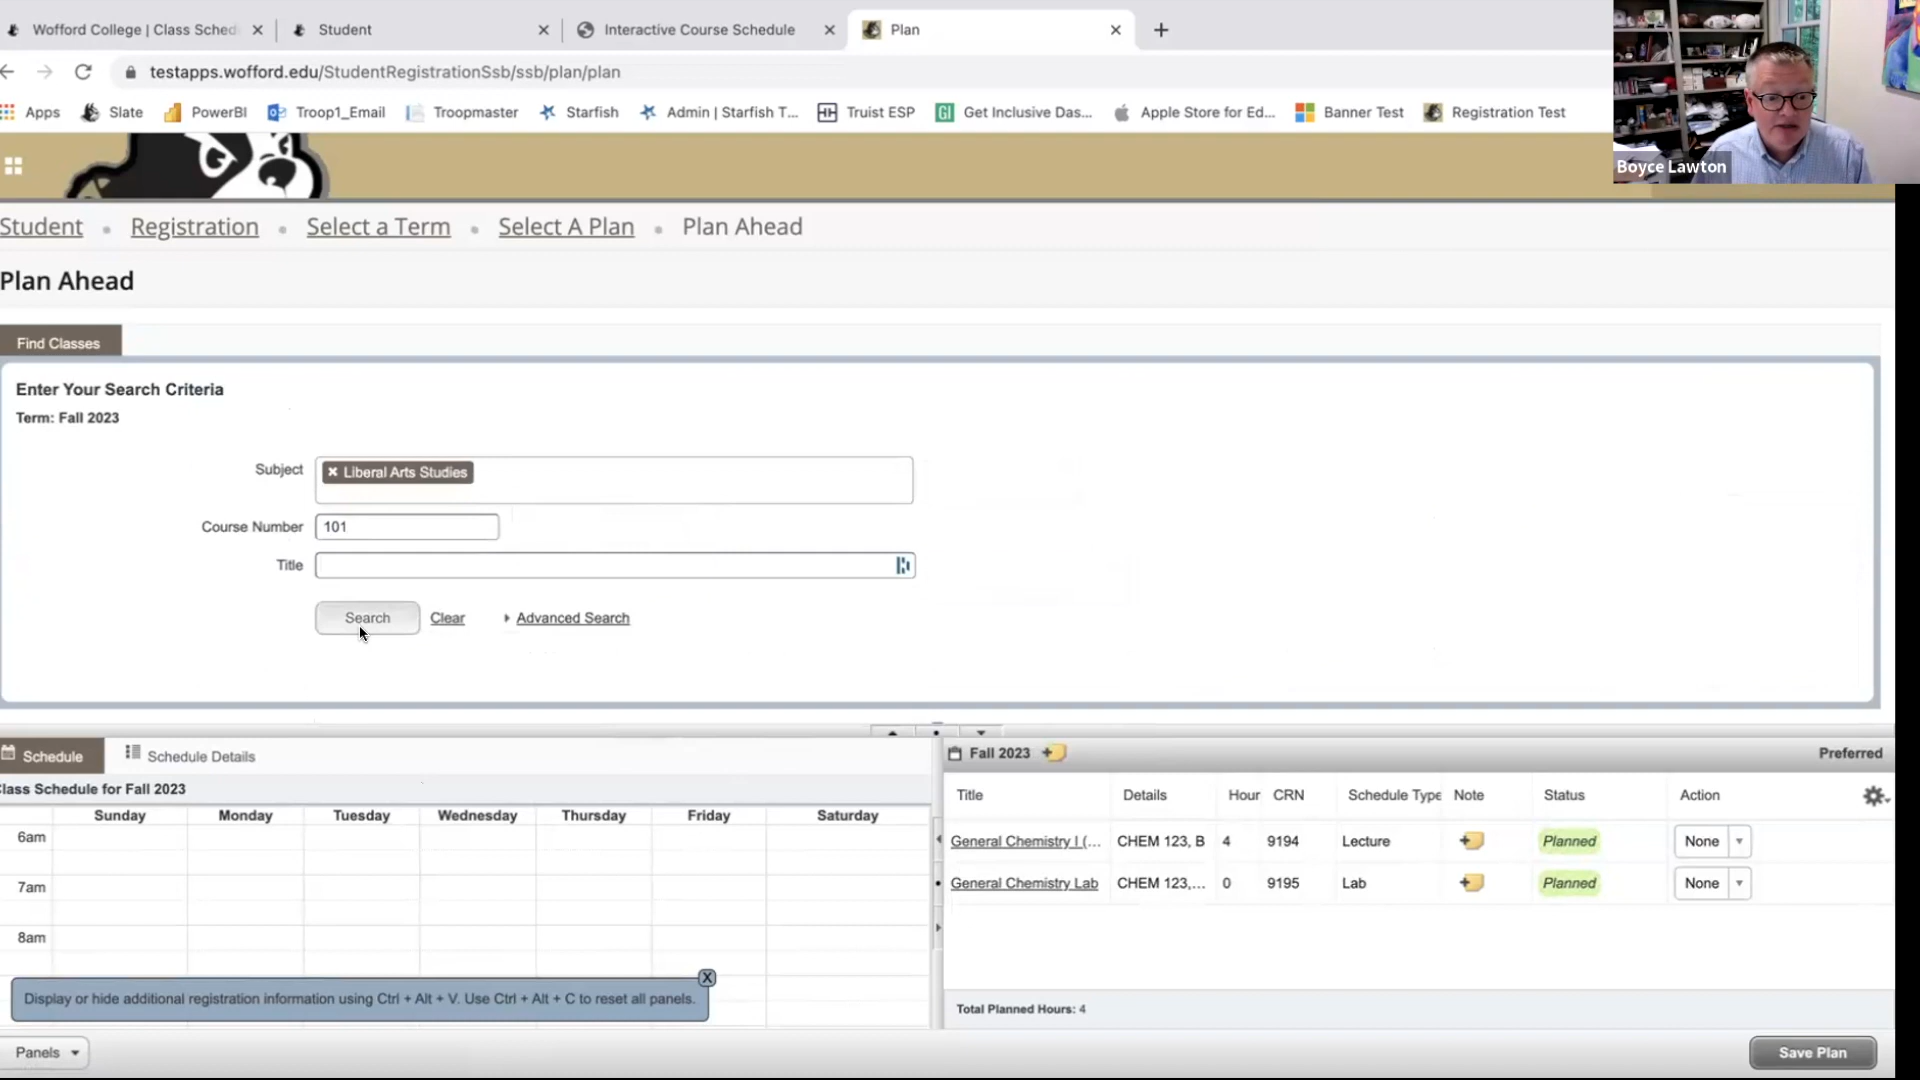 Wofford College | Class Sched
Student
Interactive Course Schedule
Plan
testapps.wofford.edu/StudentRegistrationSsb/ssb/plan/plan
Apps Slate PowerBI Troop1_Email Troopmaster Starfish Admin | Starfish T... Truist ESP Get Inclusive Das... Apple Store for Ed... Banner Test Registration Test
Boyce Lawton
Student • Registration • Select a Term • Select A Plan • Plan Ahead
Plan Ahead
Find Classes
Enter Your Search Criteria
Term: Fall 2023
Subject Liberal Arts Studies
Course Number 101
Title
Search Clear Advanced Search
Schedule Schedule Details
Class Schedule for Fall 2023
Sunday Monday Tuesday Wednesday Thursday Friday Saturday
6am
7am
8am
Display or hide additional registration information using Ctrl + Alt + V. Use Ctrl + Alt + C to reset all panels.
X
Fall 2023 Preferred
Title Details Hour CRN Schedule Type Note Status Action
General Chemistry I (... CHEM 123, B 4 9194 Lecture Planned None
General Chemistry Lab CHEM 123,... 0 9195 Lab Planned None
Total Planned Hours: 4
Panels
Save Plan